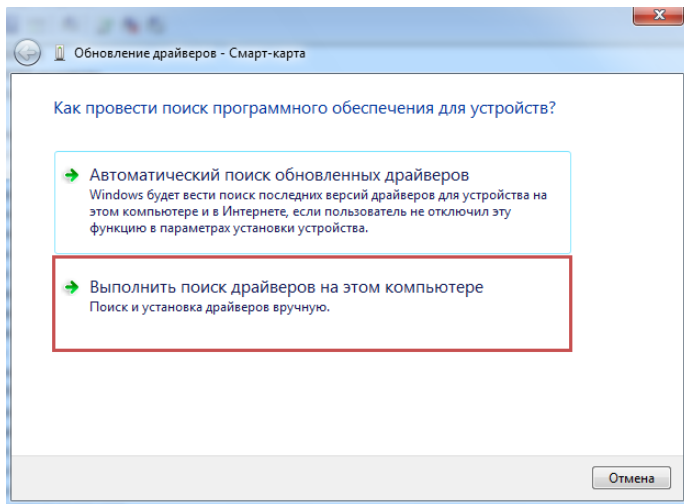 Обновление драйверов - Смарт-карта
Как провести поиск программного обеспечения для устройств?
Автоматический поиск обновленных драйверов
Windows будет вести поиск последних версий драйверов для устройства на
этом компьютере и в Интернете, если пользователь не отключил эту
функцию в параметрах установки устройства.
Выполнить поиск драйверов на этом компьютере
Поиск и установка драйверов вручную.
Отмена